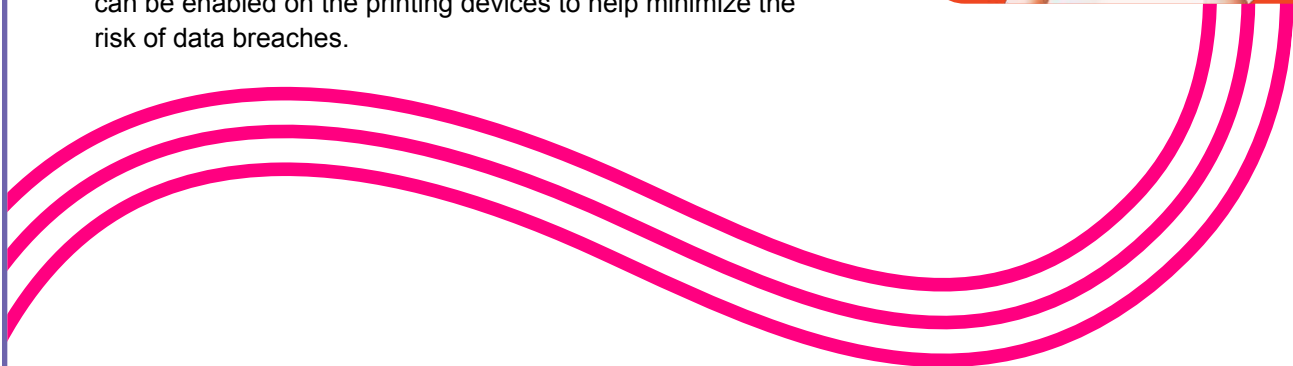 can be enabled on the printing devices to help minimize the
risk of data breaches.